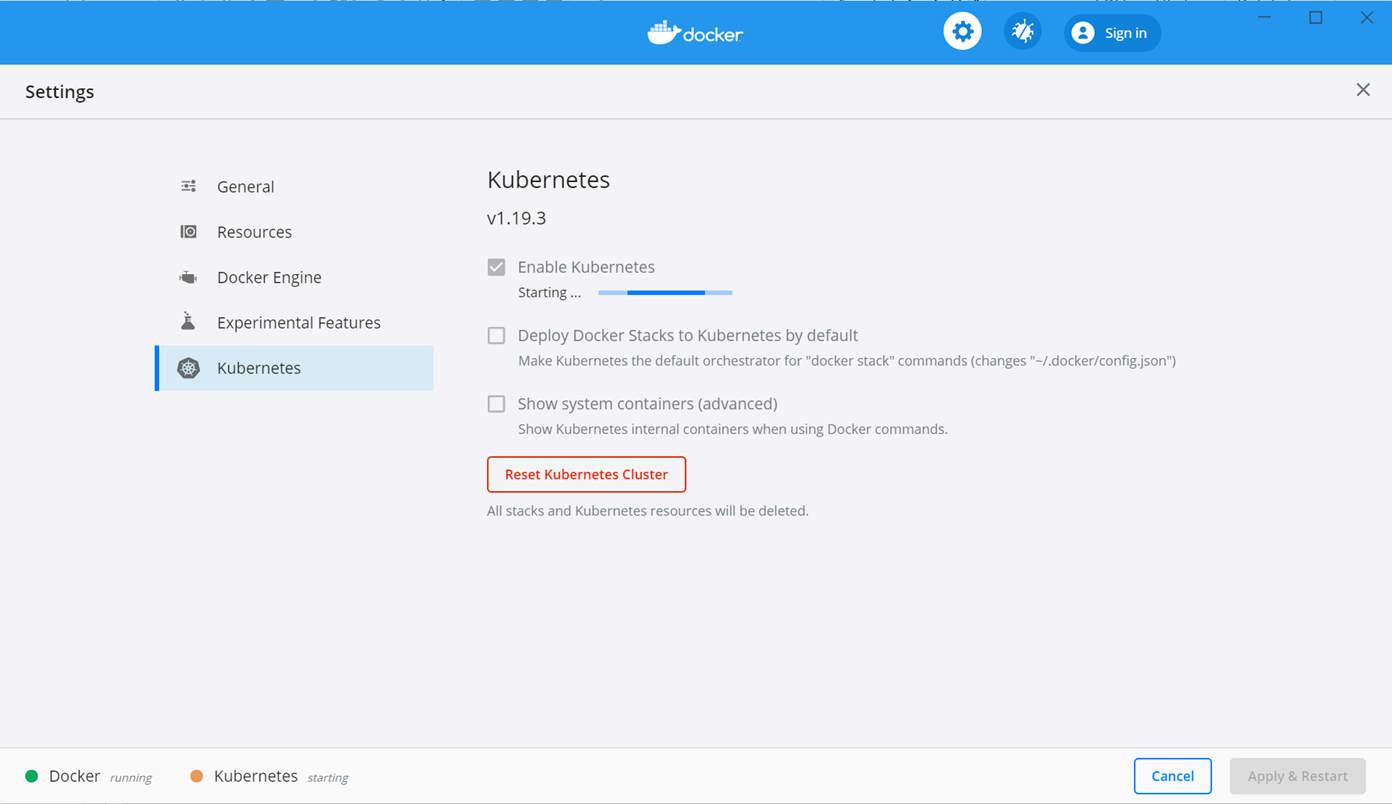 docker
Sign in
Settings
General
Resources
Docker Engine
Experimental Features
Kubernetes
Kubernetes
v1.19.3
Enable Kubernetes
Starting ...
Deploy Docker Stacks to Kubernetes by default
Make Kubernetes the default orchestrator for "docker stack" commands (changes "~/.docker/config.json")
Show system containers (advanced)
Show Kubernetes internal containers when using Docker commands.
Reset Kubernetes Cluster
All stacks and Kubernetes resources will be deleted.
Docker running
Kubernetes starting
Cancel
Apply & Restart